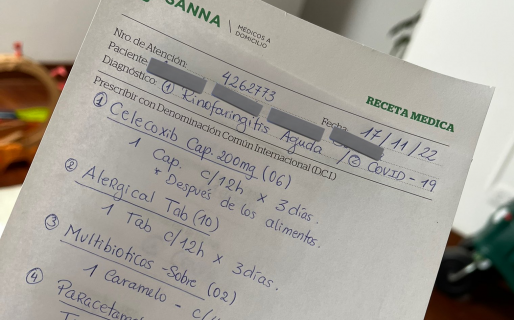 SANNA
MÉDICOS A
DOMICILIO
RECETA MEDICA
Nro. de Atención: 4262773
Paciente:
Fecha 17/11/22
Diagnóstico: ① Rinofaringitis Aguda /② COVID-19
Prescribir con Denominación Común Internacional (DCI)
① Celecoxib Cap. 200mg (06)
1 Cap. c/12h x 3 días.
* Después de los alimentos.
② Alergical Tab (10)
1 Tab c/12h x 3 días.
③ Multibioticos - Sobre (02)
1 Caramelo -
④